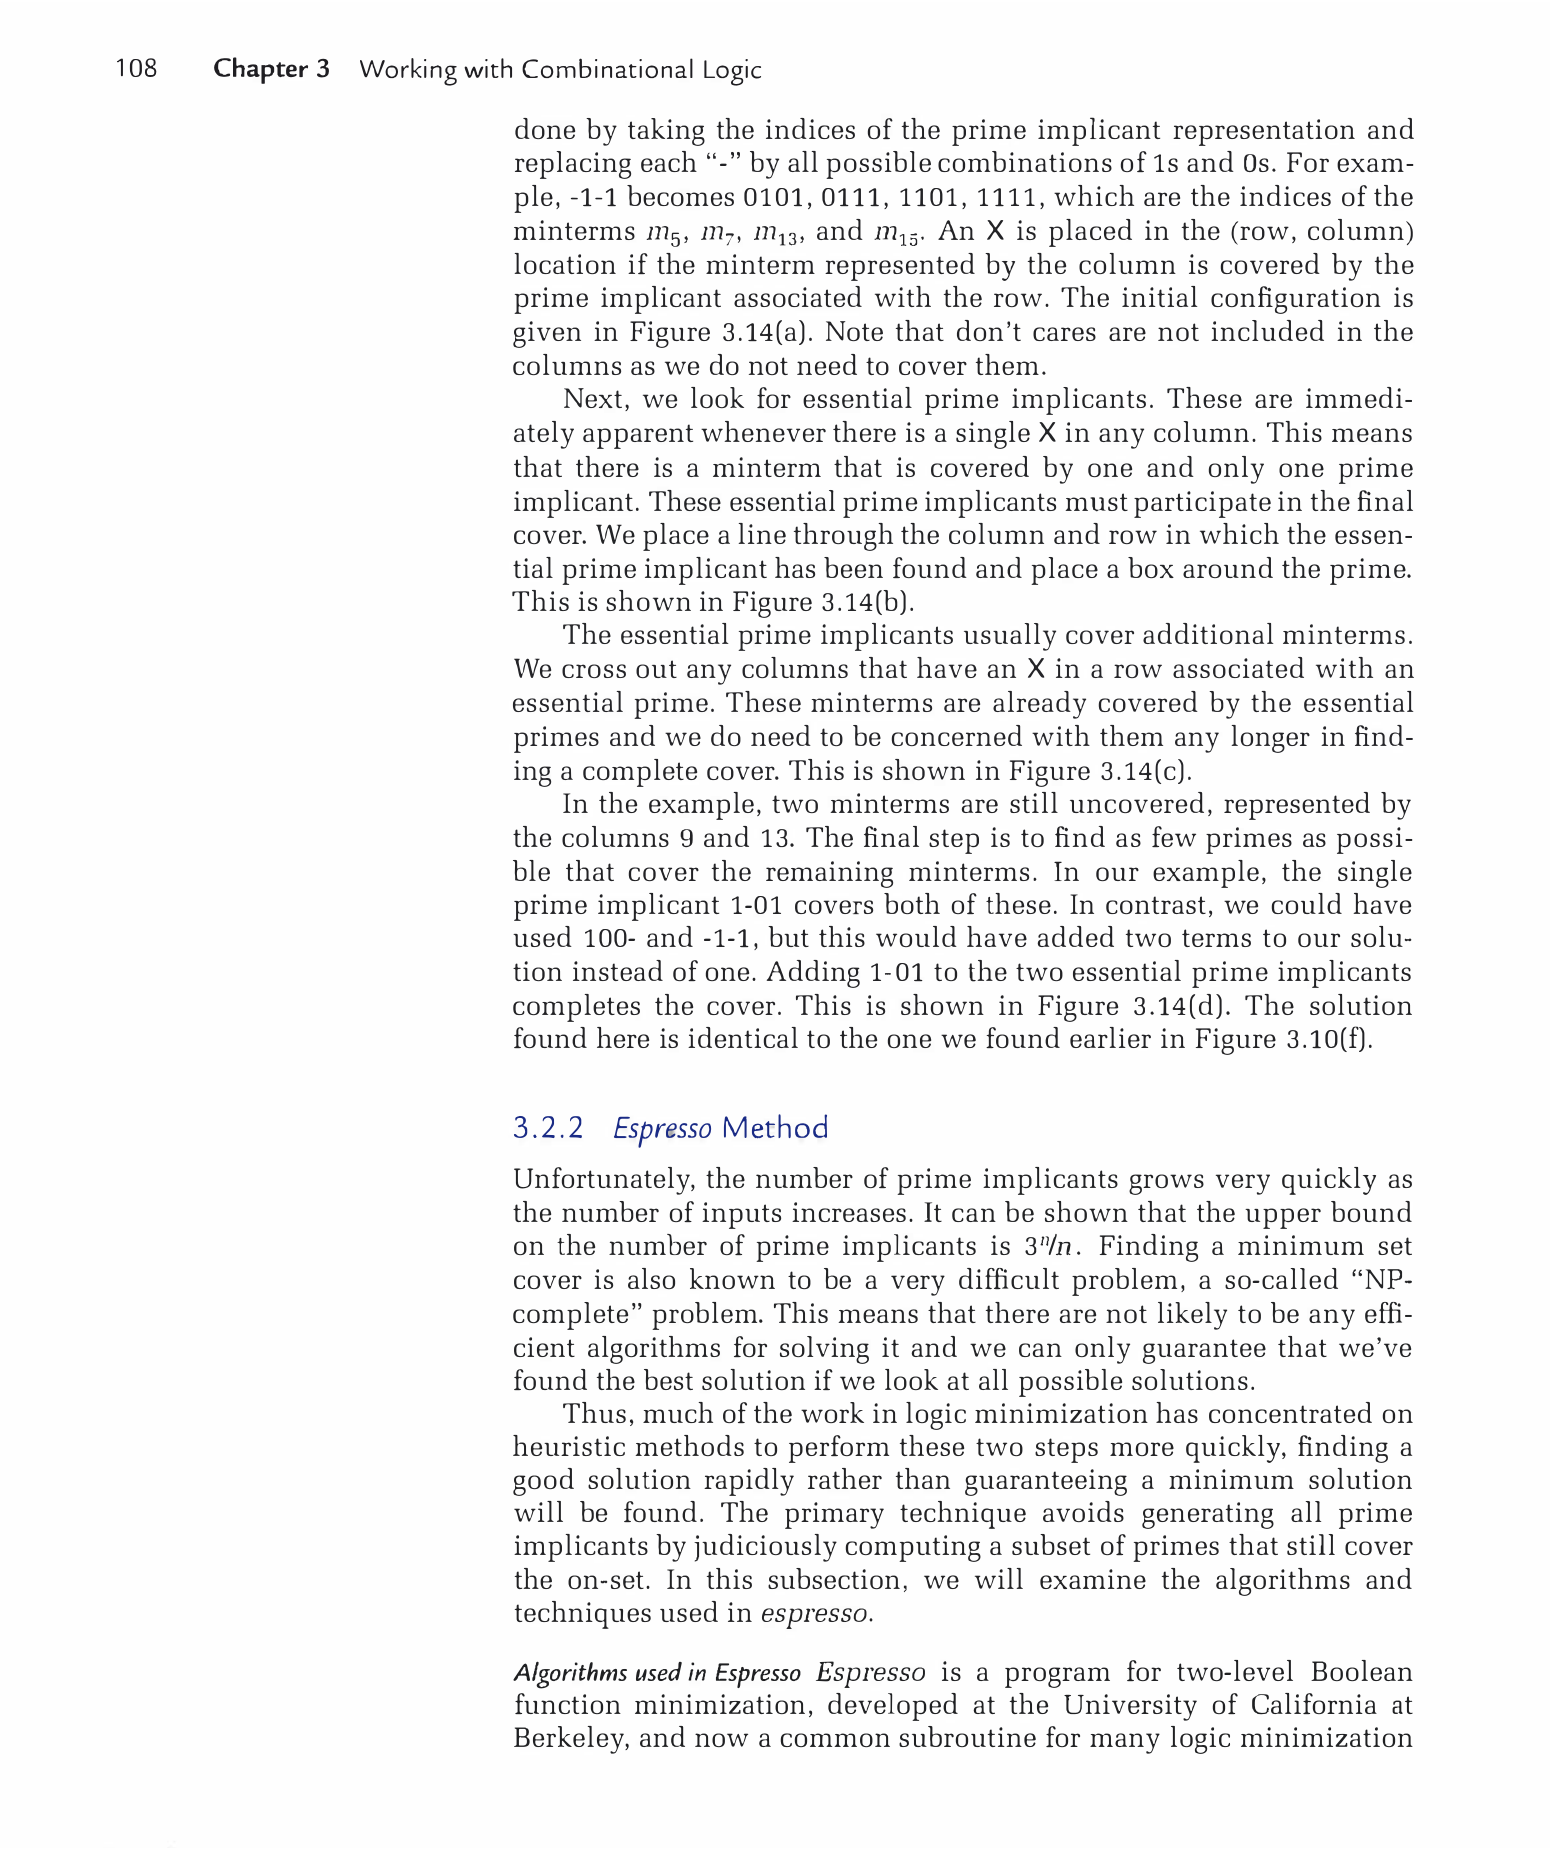 108 Chapter 3 Working with Combinational Logic
done by taking the indices of the prime implicant representation and
replacing each “-” by all possible combinations of 1s and 0s. For exam-
ple, -1-1 becomes 0101, 0111, 1101, 1111, which are the indices of the
minterms m5, m7, m13, and m15. An X is placed in the (row, column)
location if the minterm represented by the column is covered by the
prime implicant associated with the row. The initial configuration is
given in Figure 3.14(a). Note that don’t cares are not included in the
columns as we do not need to cover them.
Next, we look for essential prime implicants. These are immedi-
ately apparent whenever there is a single X in any column. This means
that there is a minterm that is covered by one and only one prime
implicant. These essential prime implicants must participate in the final
cover. We place a line through the column and row in which the essen-
tial prime implicant has been found and place a box around the prime.
This is shown in Figure 3.14(b).
The essential prime implicants usually cover additional minterms.
We cross out any columns that have an X in a row associated with an
essential prime. These minterms are already covered by the essential
primes and we do need to be concerned with them any longer in find-
ing a complete cover. This is shown in Figure 3.14(c).
In the example, two minterms are still uncovered, represented by
the columns 9 and 13. The final step is to find as few primes as possi-
ble that cover the remaining minterms. In our example, the single
prime implicant 1-01 covers both of these. In contrast, we could have
used 100- and -1-1, but this would have added two terms to our solu-
tion instead of one. Adding 1-01 to the two essential prime implicants
completes the cover. This is shown in Figure 3.14(d). The solution
found here is identical to the one we found earlier in Figure 3.10(f).
3.2.2 Espresso Method
Unfortunately, the number of prime implicants grows very quickly as
the number of inputs increases. It can be shown that the upper bound
on the number of prime implicants is 3ⁿ/n. Finding a minimum set
cover is also known to be a very difficult problem, a so-called “NP-
complete” problem. This means that there are not likely to be any effi-
cient algorithms for solving it and we can only guarantee that we’ve
found the best solution if we look at all possible solutions.
Thus, much of the work in logic minimization has concentrated on
heuristic methods to perform these two steps more quickly, finding a
good solution rapidly rather than guaranteeing a minimum solution
will be found. The primary technique avoids generating all prime
implicants by judiciously computing a subset of primes that still cover
the on-set. In this subsection, we will examine the algorithms and
techniques used in espresso.
Algorithms used in Espresso Espresso is a program for two-level Boolean
function minimization, developed at the University of California at
Berkeley, and now a common subroutine for many logic minimization